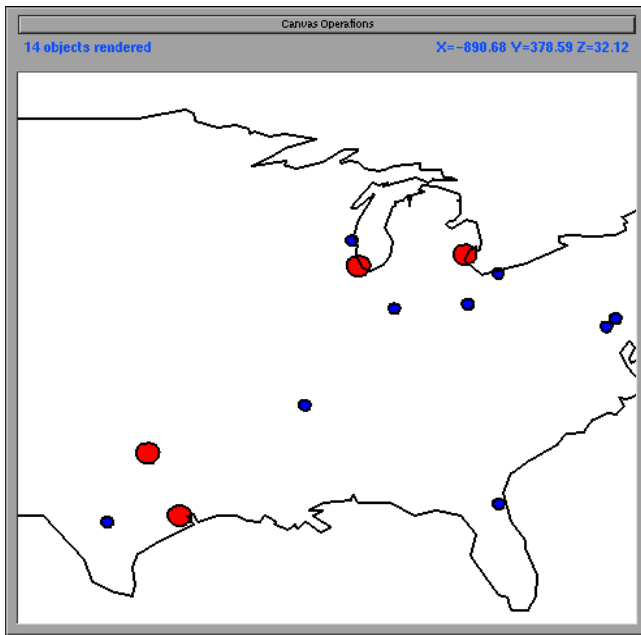 Canvas Operations
14 objects rendered X=-890.68 Y=378.59 Z=32.12